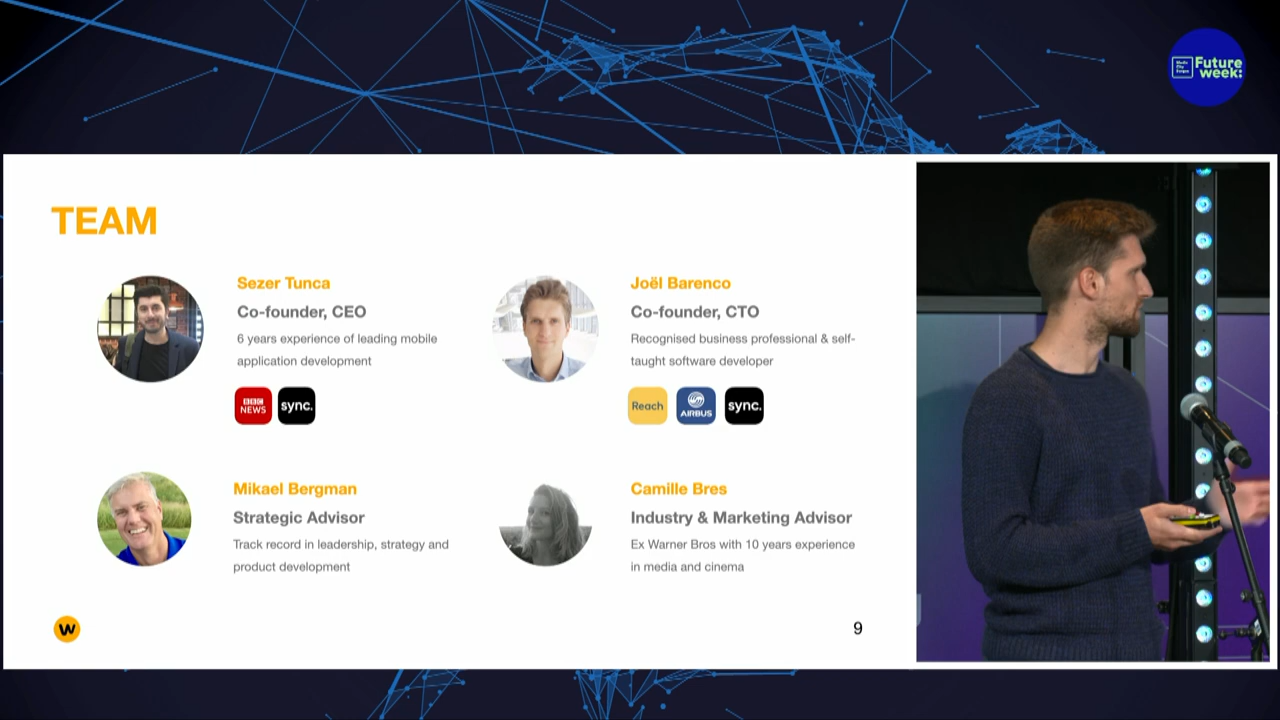 Media
City
Bergen
Future
week:
TEAM
Sezer Tunca
Co-founder, CEO
6 years experience of leading mobile
application development
BBC
NEWS
sync.
Joël Barenco
Co-founder, CTO
Recognised business professional & self-
taught software developer
Reach
AIRBUS
sync.
Mikael Bergman
Strategic Advisor
Track record in leadership, strategy and
product development
Camille Bres
Industry & Marketing Advisor
Ex Warner Bros with 10 years experience
in media and cinema
w
9